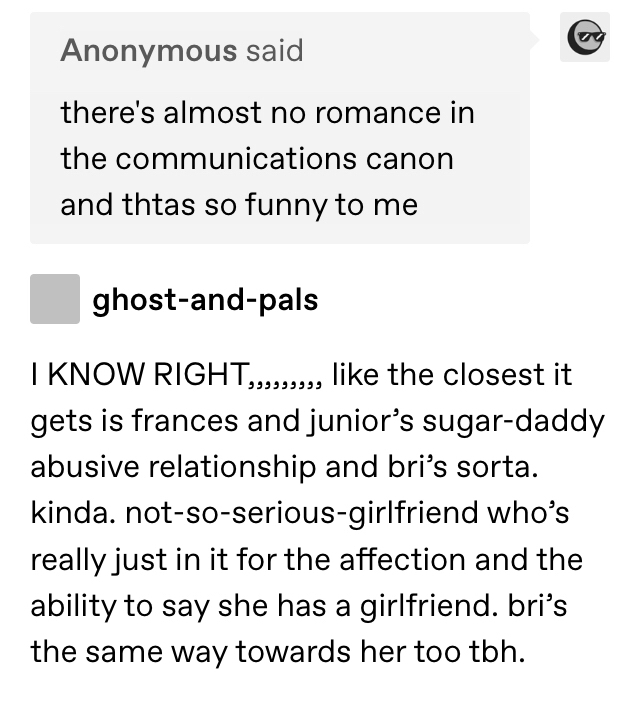 Anonymous said
there's almost no romance in
the communications canon
and thtas so funny to me
ghost-and-pals
I KNOW RIGHT,,,,,,,,, like the closest it
gets is frances and junior’s sugar-daddy
abusive relationship and bri’s sorta.
kinda. not-so-serious-girlfriend who’s
really just in it for the affection and the
ability to say she has a girlfriend. bri’s
the same way towards her too tbh.